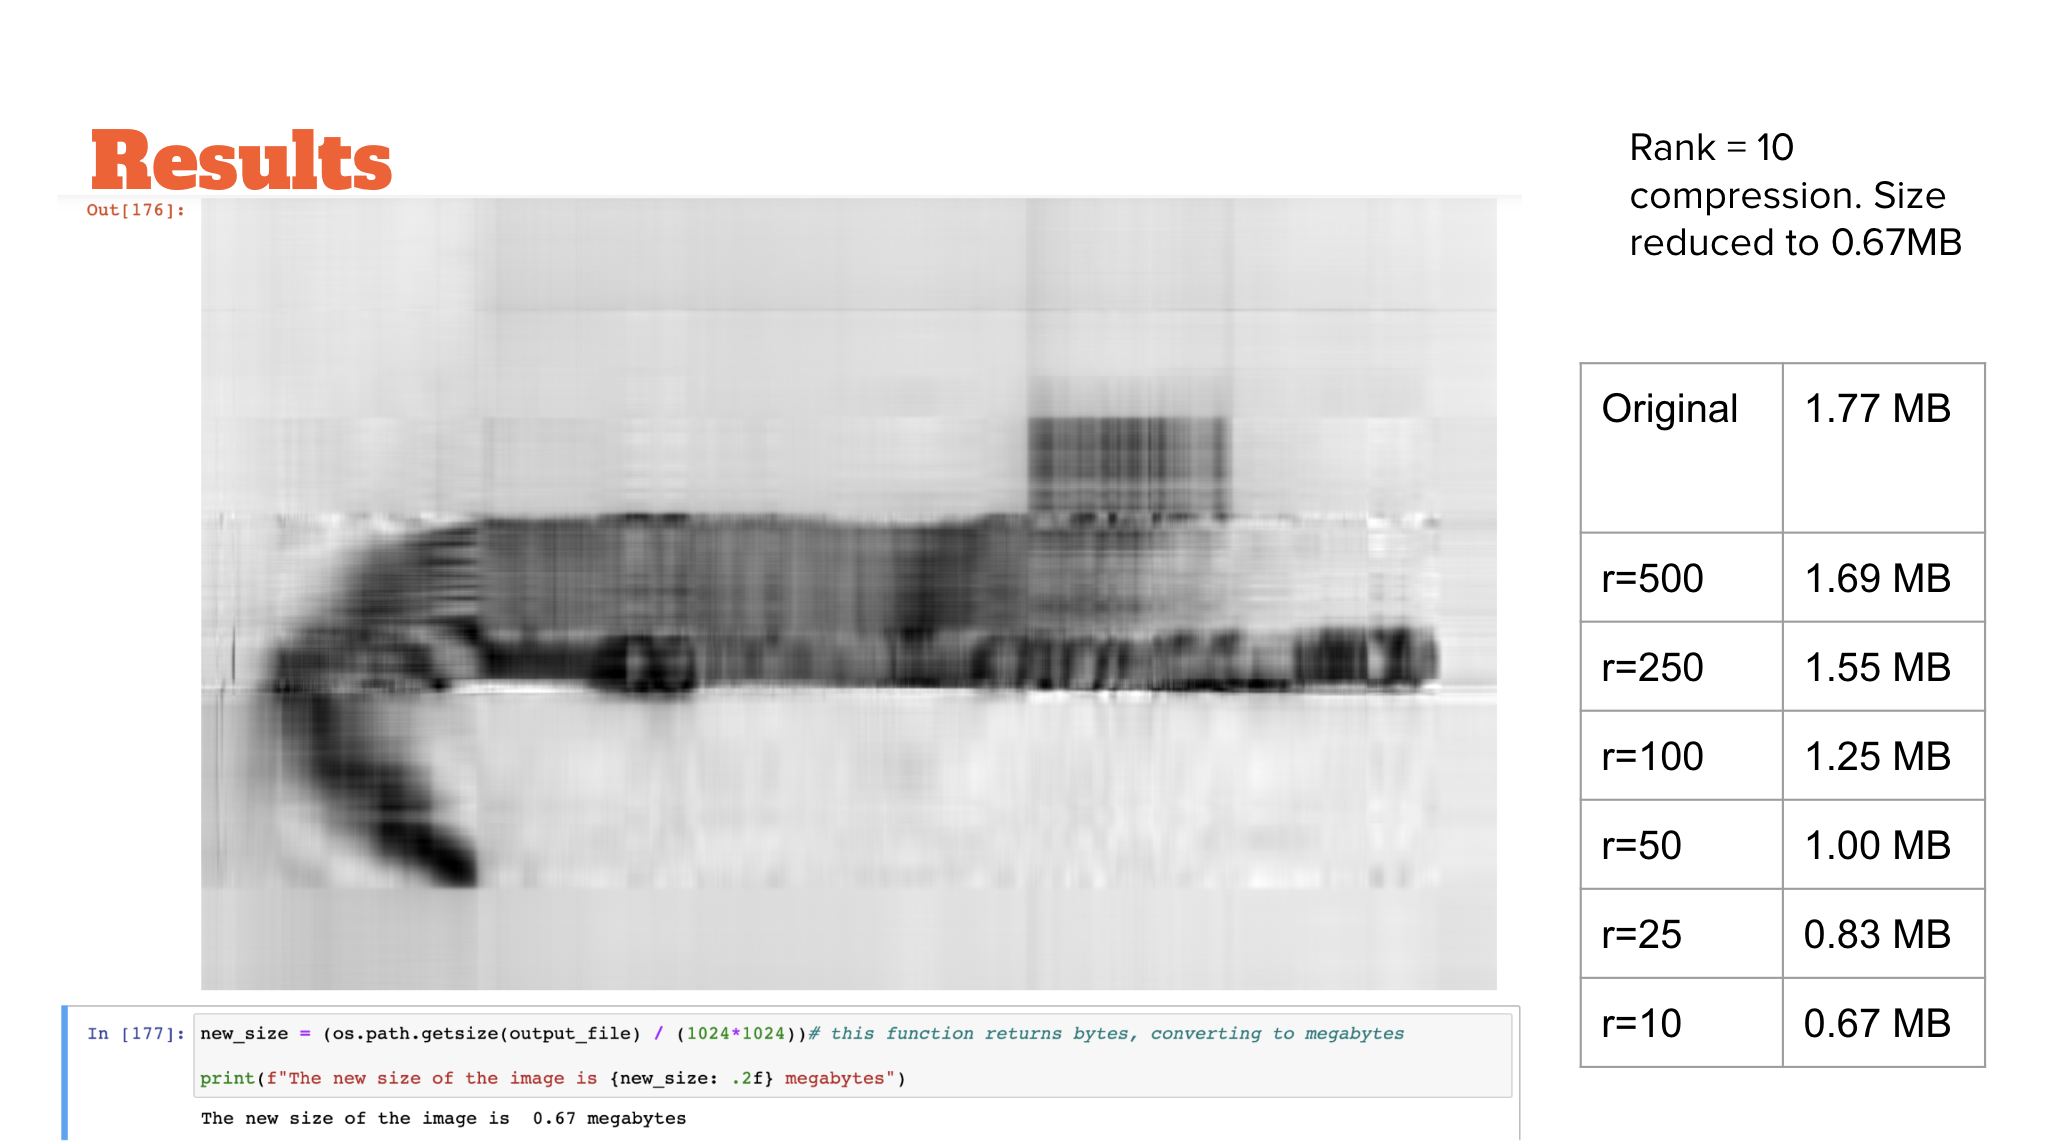 Results
Rank = 10
compression. Size
reduced to 0.67MB
Out[176]:
Original 1.77 MB
r=500 1.69 MB
r=250 1.55 MB
r=100 1.25 MB
r=50 1.00 MB
r=25 0.83 MB
r=10 0.67 MB
In [177]: new_size = (os.path.getsize(output_file) / (1024*1024))# this function returns bytes, converting to megabytes
print(f"The new size of the image is {new_size: .2f} megabytes")
The new size of the image is  0.67 megabytes